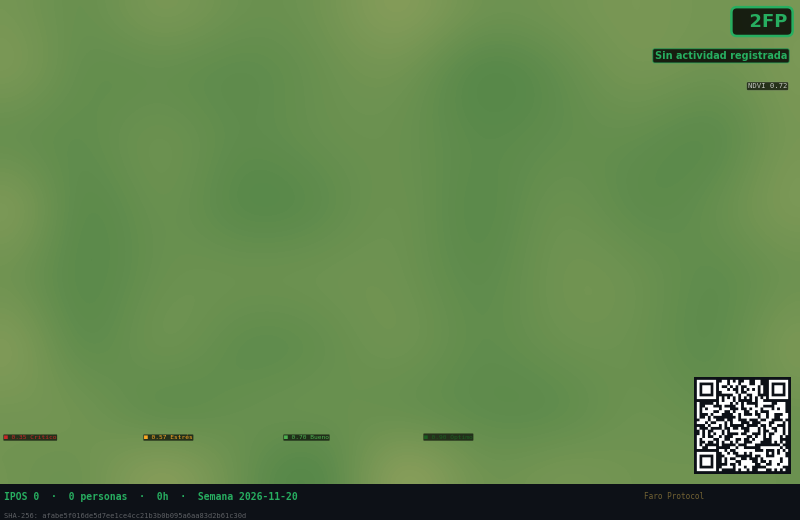 2FP
Sin actividad registrada
NDVI 0.72
0.57 Estrés
0.70 Bueno
IPOS 0 · 0 personas · 0h · Semana 2026-11-20
Faro Protocol
SHA-256: